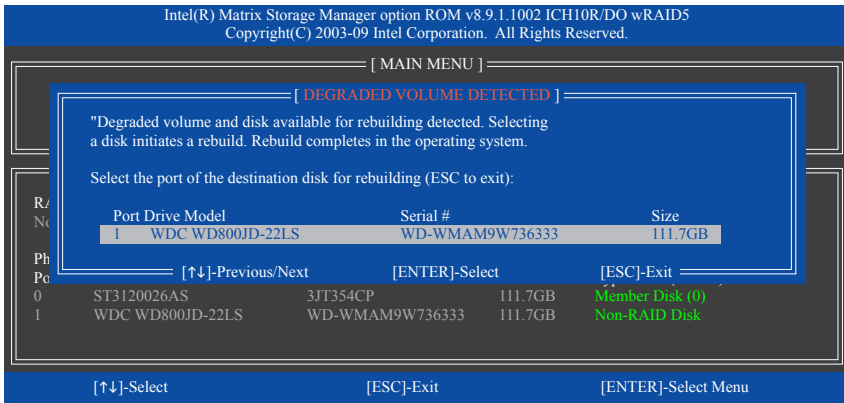 Intel(R) Matrix Storage Manager option ROM v8.9.1.1002 ICH10R/DO wRAID5
Copyright(C) 2003-09 Intel Corporation.  All Rights Reserved.
[ MAIN MENU ]
[ DEGRADED VOLUME DETECTED ]
"Degraded volume and disk available for rebuilding detected. Selecting
a disk initiates a rebuild. Rebuild completes in the operating system.
Select the port of the destination disk for rebuilding (ESC to exit):
Port Drive Model Serial # Size
1 WDC WD800JD-22LS WD-WMAM9W736333 111.7GB
[↑↓]-Previous/Next [ENTER]-Select [ESC]-Exit
0 ST3120026AS 3JT354CP 111.7GB Member Disk (0)
1 WDC WD800JD-22LS WD-WMAM9W736333 111.7GB Non-RAID Disk
[↑↓]-Select [ESC]-Exit [ENTER]-Select Menu